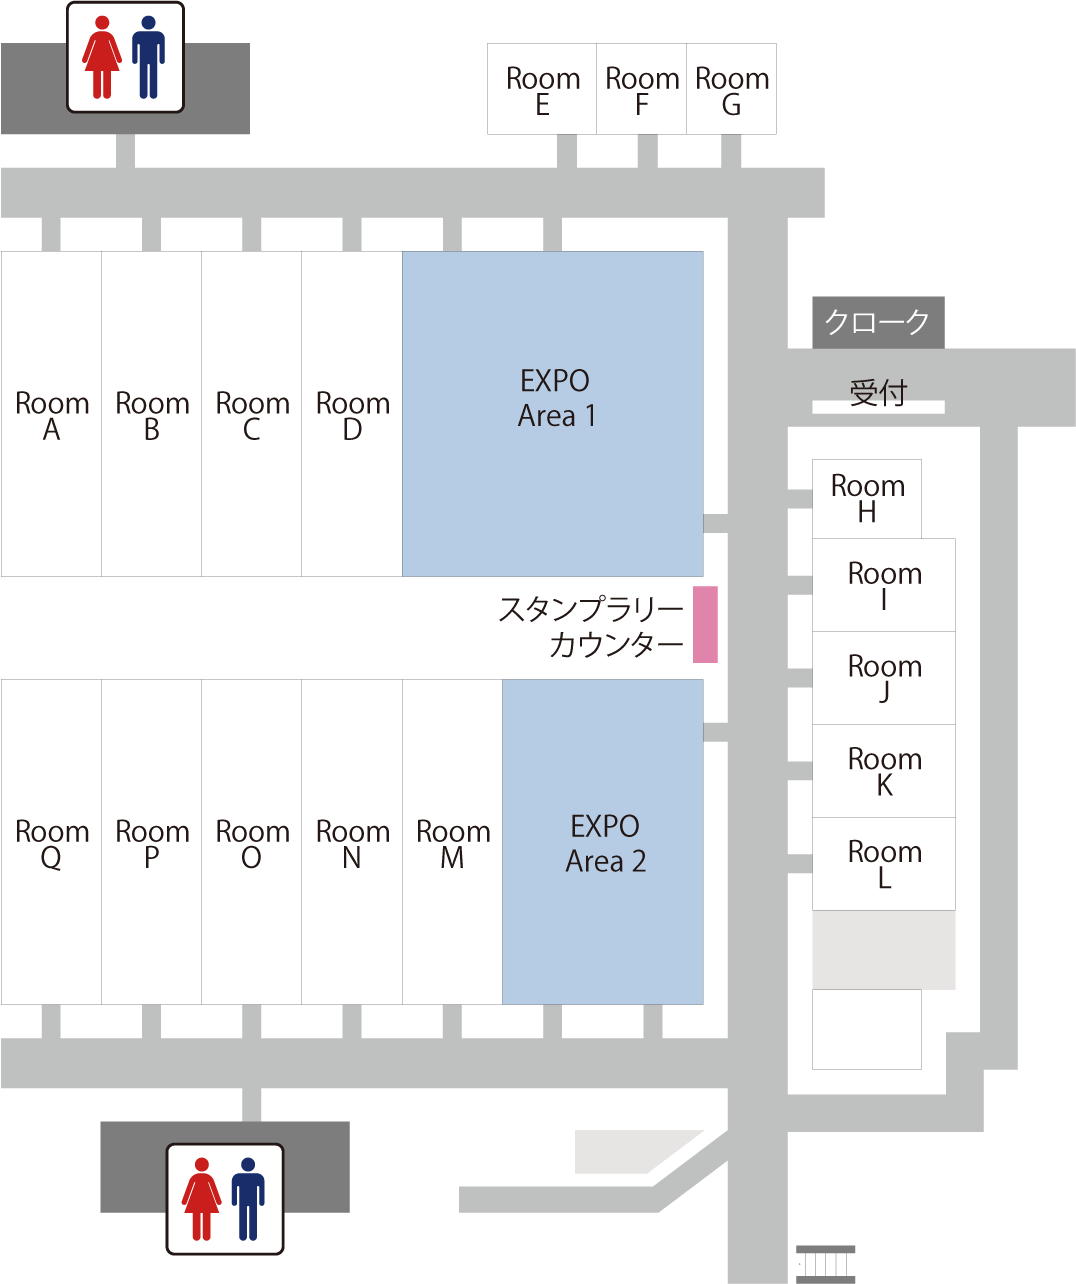 Room
E
Room
F
Room
G
クローク
受付
Room
A
Room
B
Room
C
Room
D
EXPO
Area 1
Room
H
Room
I
スタンプラリー
カウンター
Room
J
Room
K
Room
L
Room
Q
Room
P
Room
O
Room
N
Room
M
EXPO
Area 2